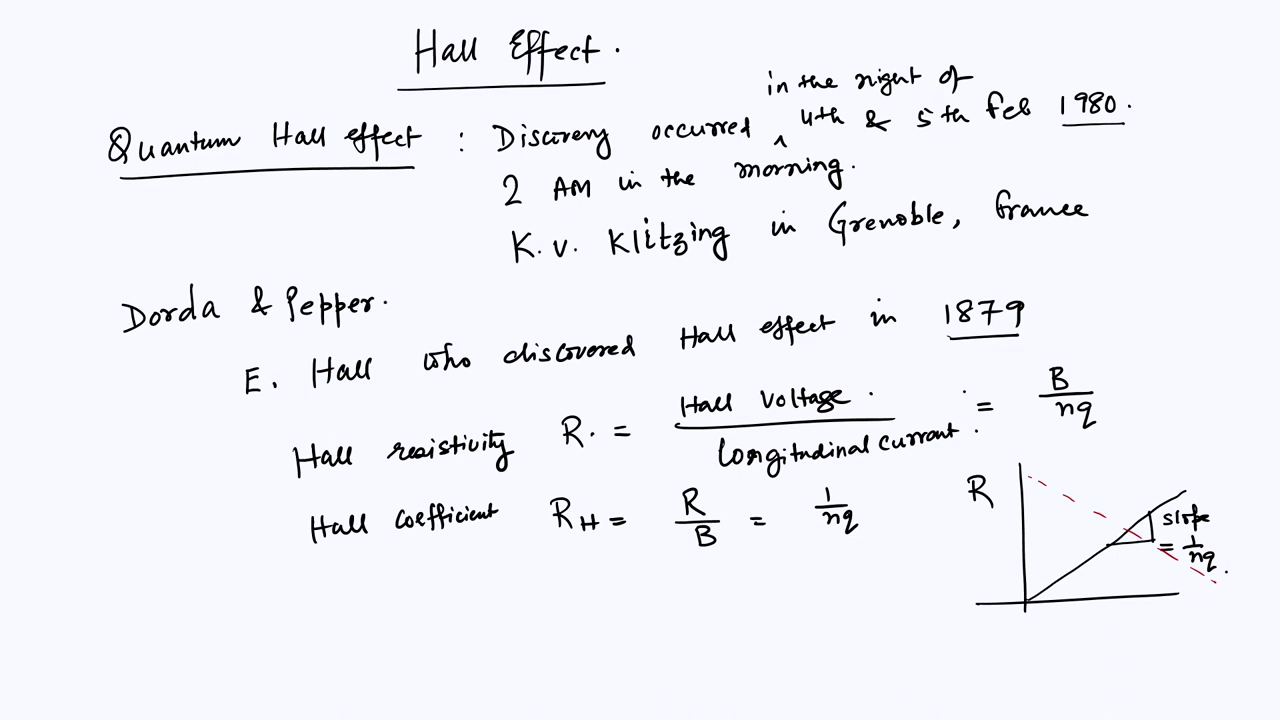 Hall Effect.
in the night of
Quantum Hall effect : Discovery occurred ^ 4th & 5th Feb 1980.
2 AM in the morning.
K. v. Klitzing in Grenoble, France
Dorda & Pepper.
E. Hall who discovered Hall effect in 1879
Hall resistivity R. = Hall Voltage. / longitudinal current. = B / nq
Hall coefficient R_H = R / B = 1 / nq
R
slope
= 1 / nq.